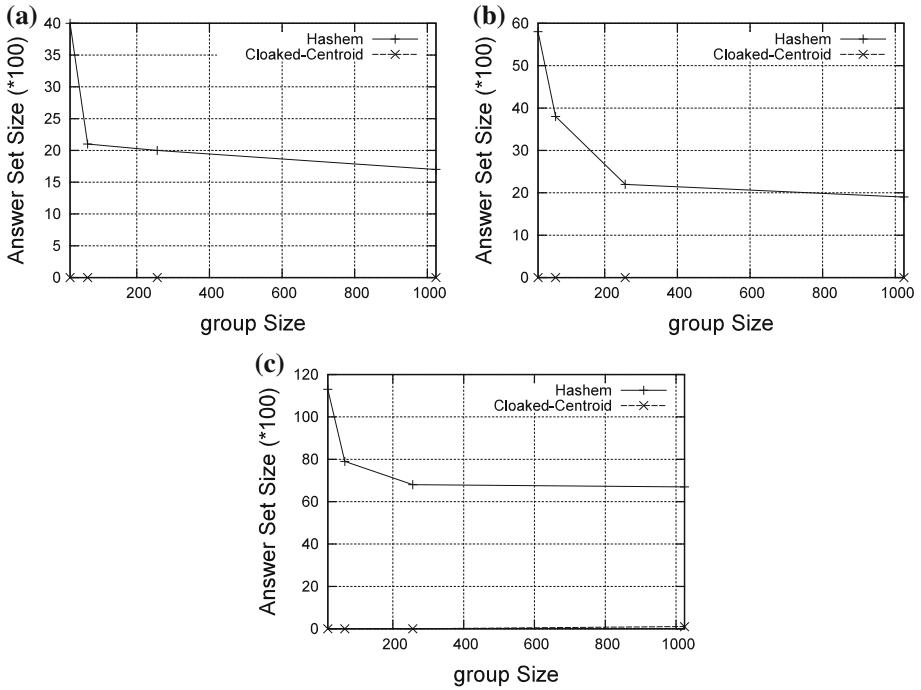 (a)
Answer Set Size (*100)
40
35
30
25
20
15
10
5
0
Hashem
Cloaked-Centroid
200 400 600 800 1000
group Size
(b)
Answer Set Size (*100)
60
50
40
30
20
10
0
Hashem
Cloaked-Centroid
200 400 600 800 1000
group Size
(c)
Answer Set Size (*100)
120
100
80
60
40
20
0
Hashem
Cloaked-Centroid
200 400 600 800 1000
group Size